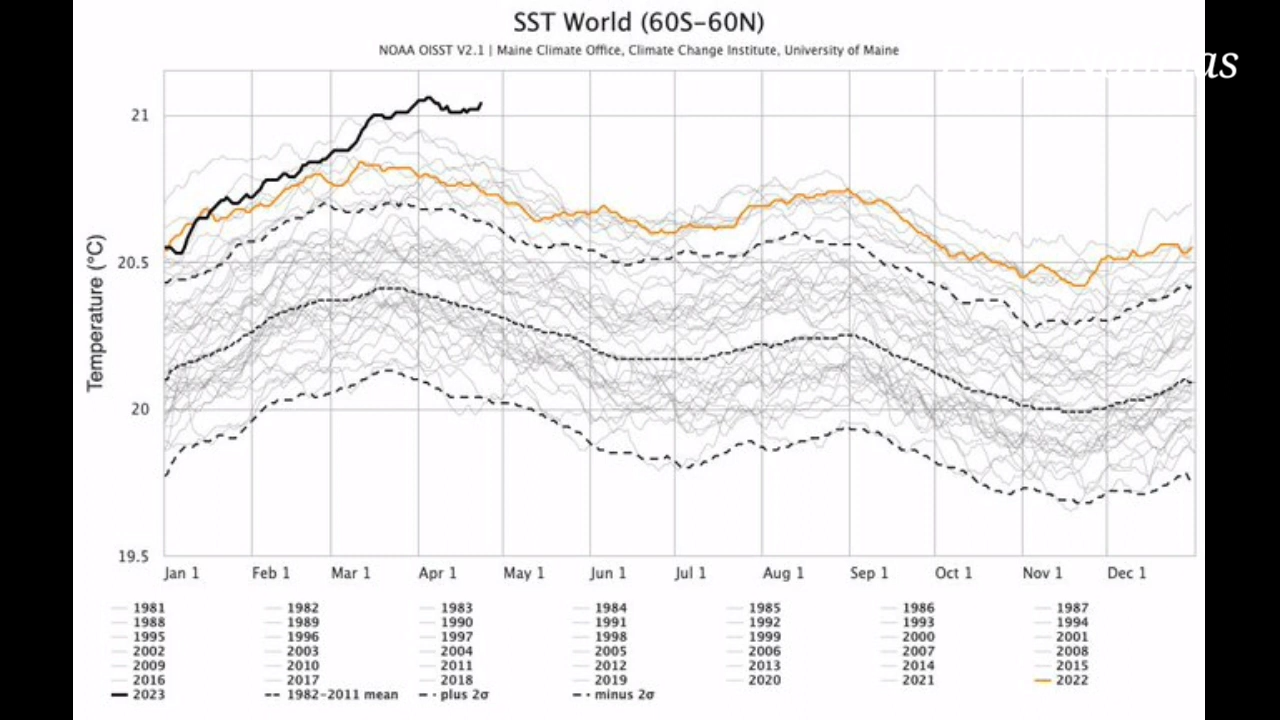 SST World (60S-60N)
NOAA OISST V2.1 | Maine Climate Office, Climate Change Institute, University of Maine
21
20.5
20
19.5
Temperature (°C)
Jan 1 Feb 1 Mar 1 Apr 1 May 1 Jun 1 Jul 1 Aug 1 Sep 1 Oct 1 Nov 1 Dec 1
1981 1982 1983 1984 1985 1986 1987
1988 1989 1990 1991 1992 1993 1994
1995 1996 1997 1998 1999 2000 2001
2002 2003 2004 2005 2006 2007 2008
2009 2010 2011 2012 2013 2014 2015
2016 2017 2018 2019 2020 2021 2022
2023 1982-2011 mean plus 2σ minus 2σ